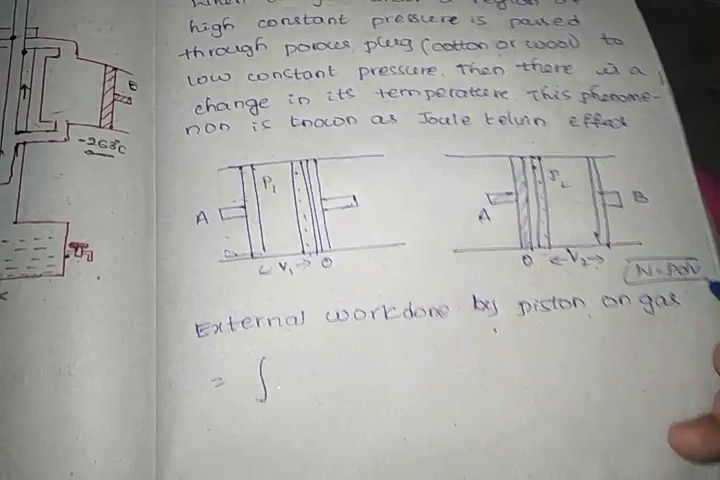 high constant pressure is passed
through porous plug (cotton or wool) to
low constant pressure. Then there is a
change in its temperature This phenome-
non is known as Joule kelvin effect
-263°C
P1
A
← V1 → 0
P2
A
B
0 ← V2 →
W=PdV
External workdone by piston on gas
= ∫